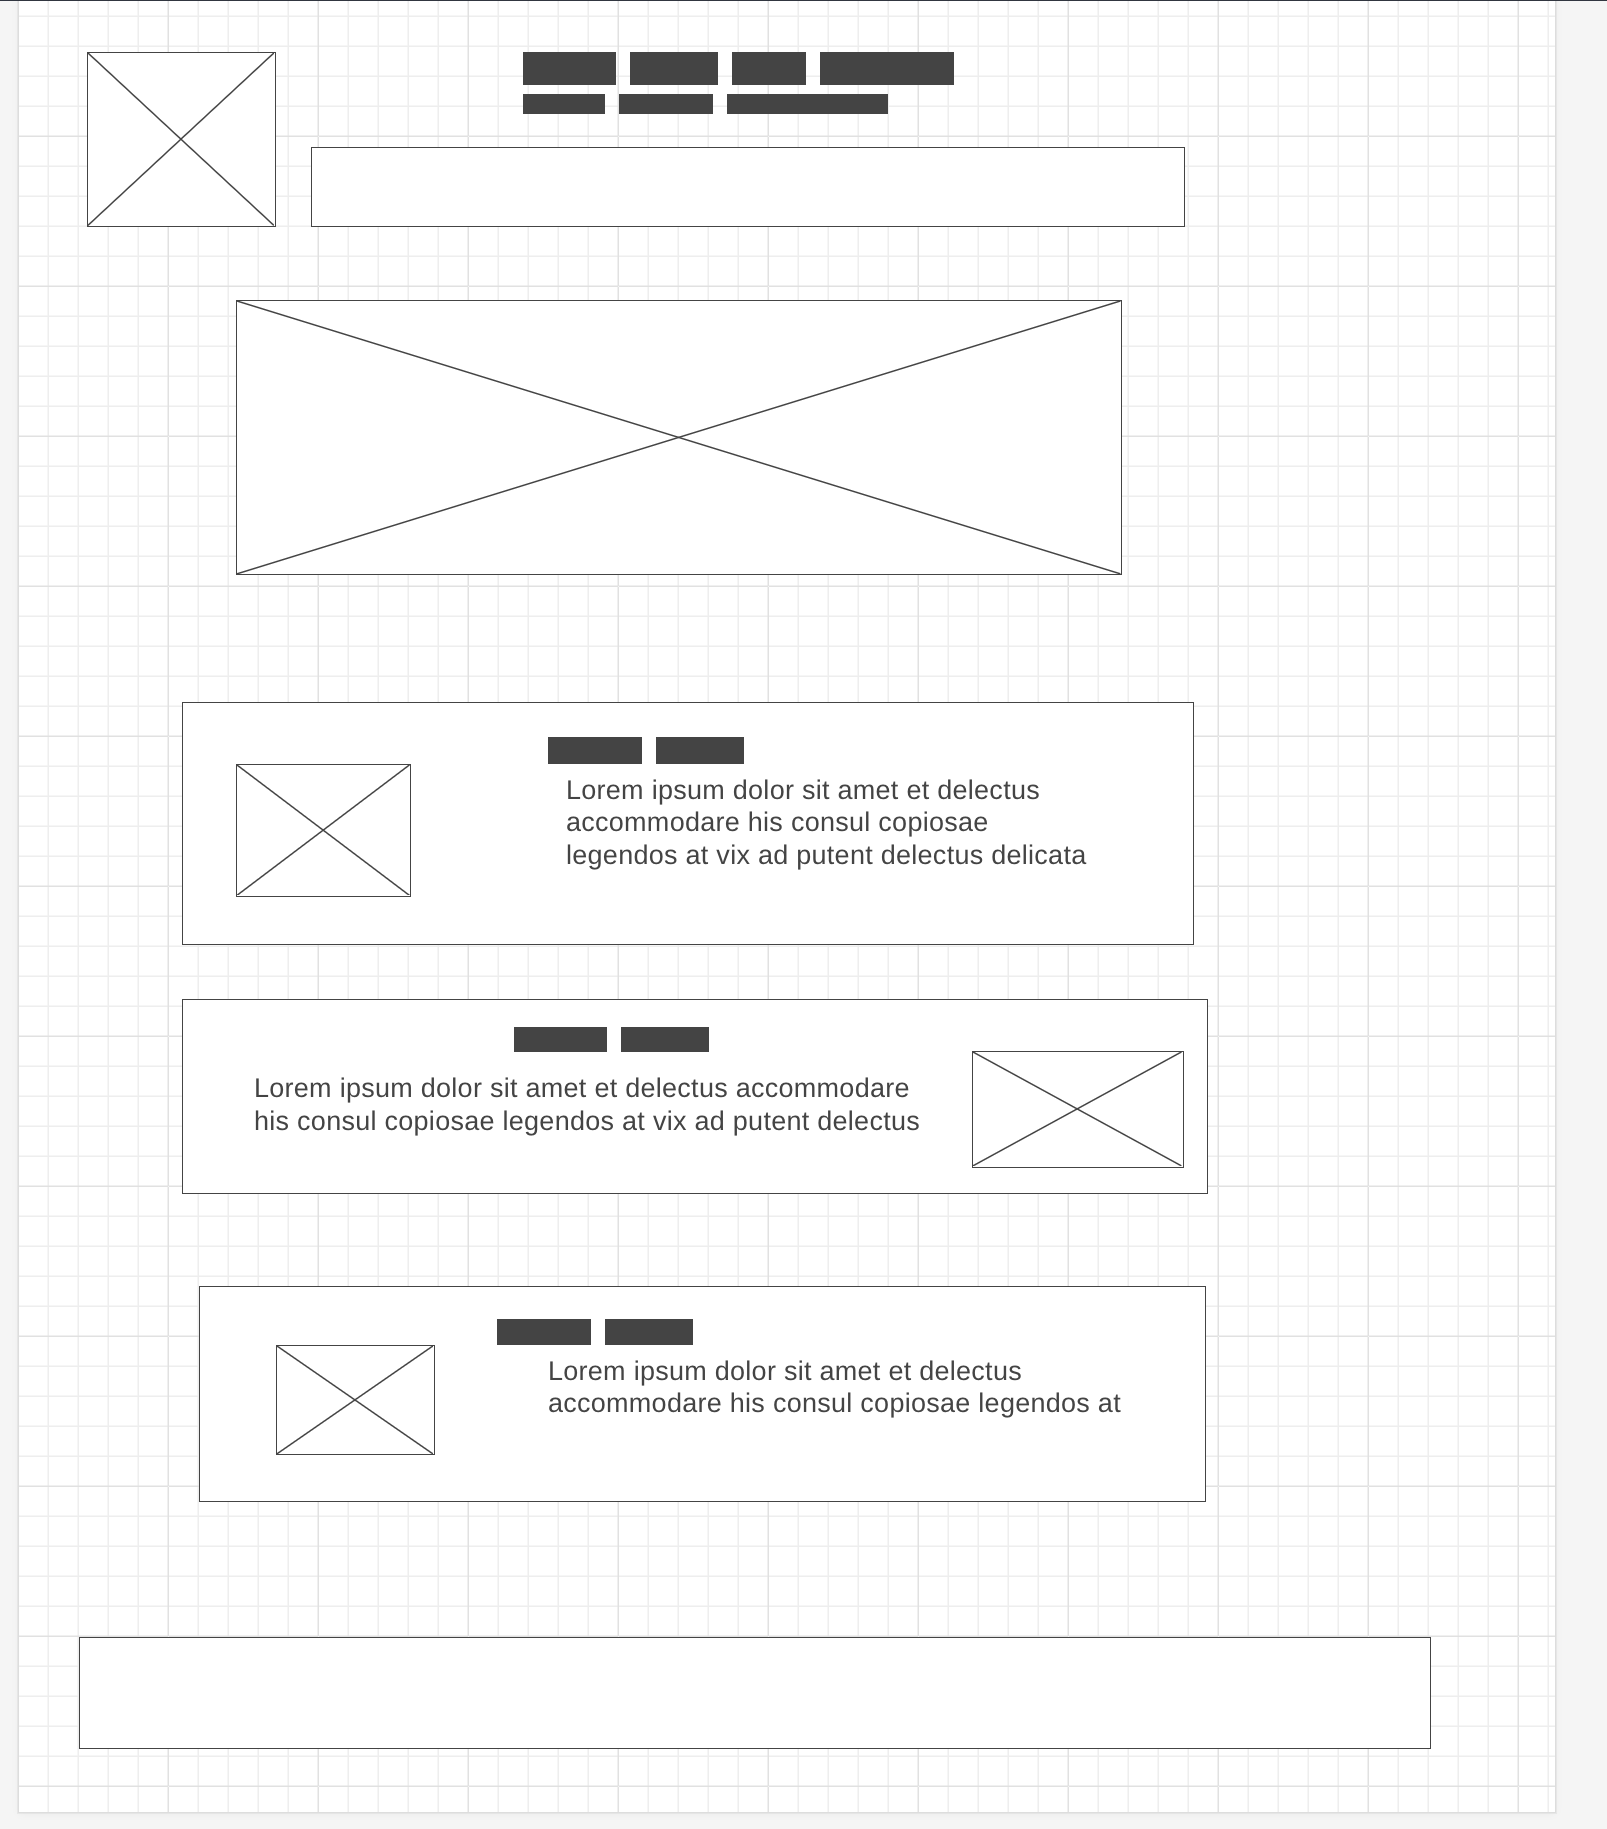 Lorem ipsum dolor sit amet et delectus
accommodare his consul copiosae
legendos at vix ad putent delectus delicata
Lorem ipsum dolor sit amet et delectus accommodare
his consul copiosae legendos at vix ad putent delectus
Lorem ipsum dolor sit amet et delectus
accommodare his consul copiosae legendos at